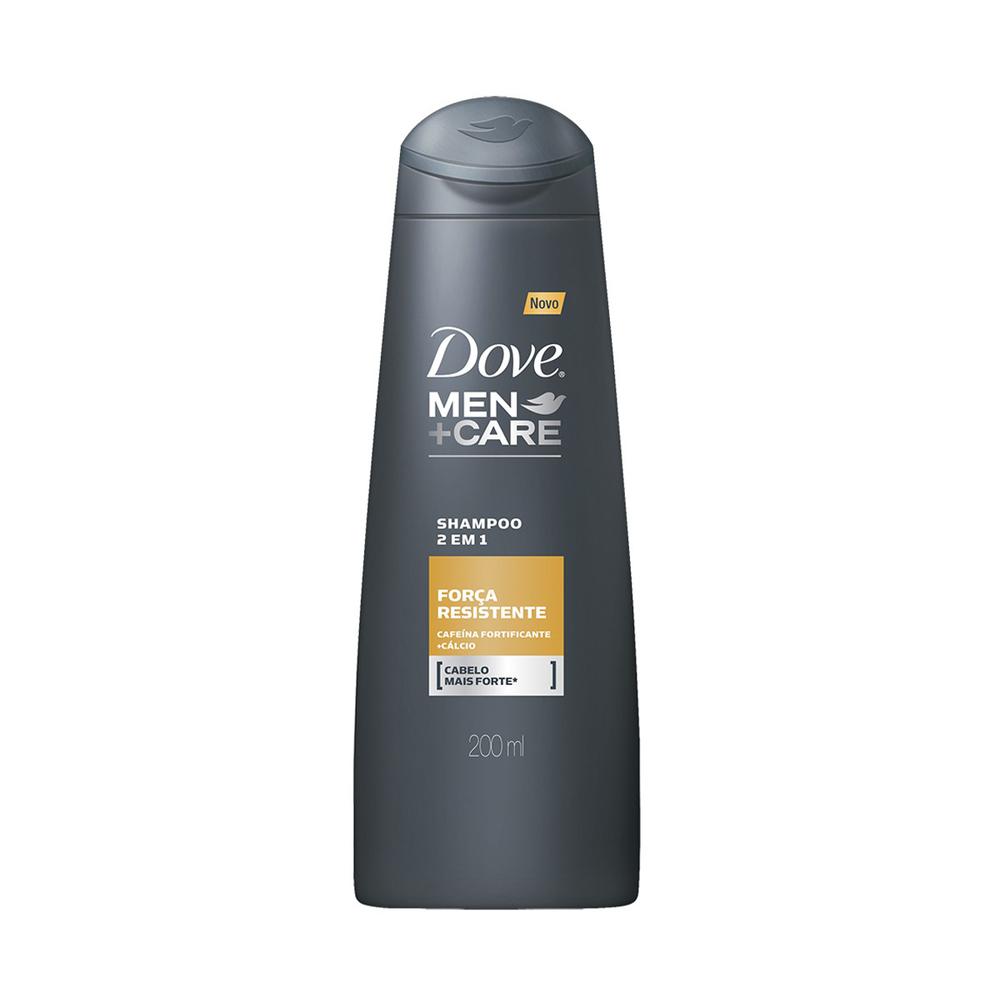 Novo
Dove®
MEN
+CARE
SHAMPOO
2 EM 1
FORÇA
RESISTENTE
CAFEÍNA FORTIFICANTE
+CÁLCIO
[CABELO
MAIS FORTE*]
200 ml